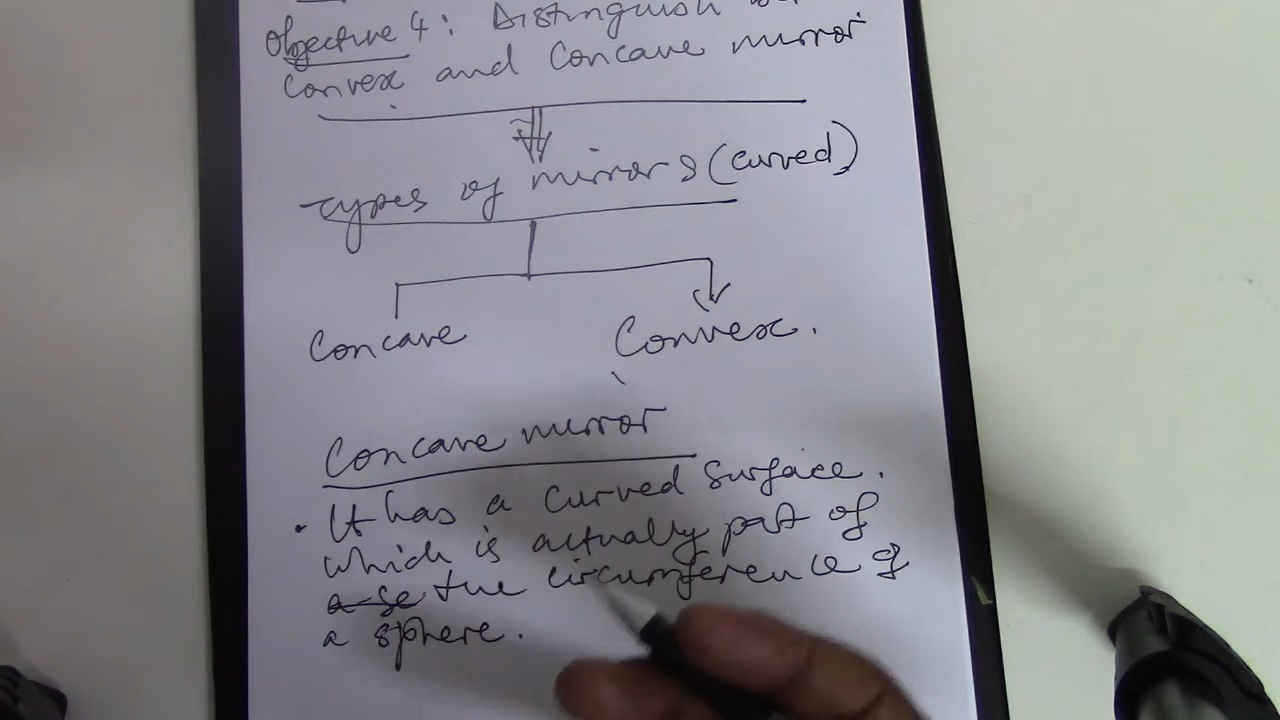 Objective 4: Distinguish
Convex and Concave mirror
Types of mirrors (curved)
Concave
Convex.
Concave mirror
• It has a curved surface.
which is actually part of
a se the circumference of
a sphere.